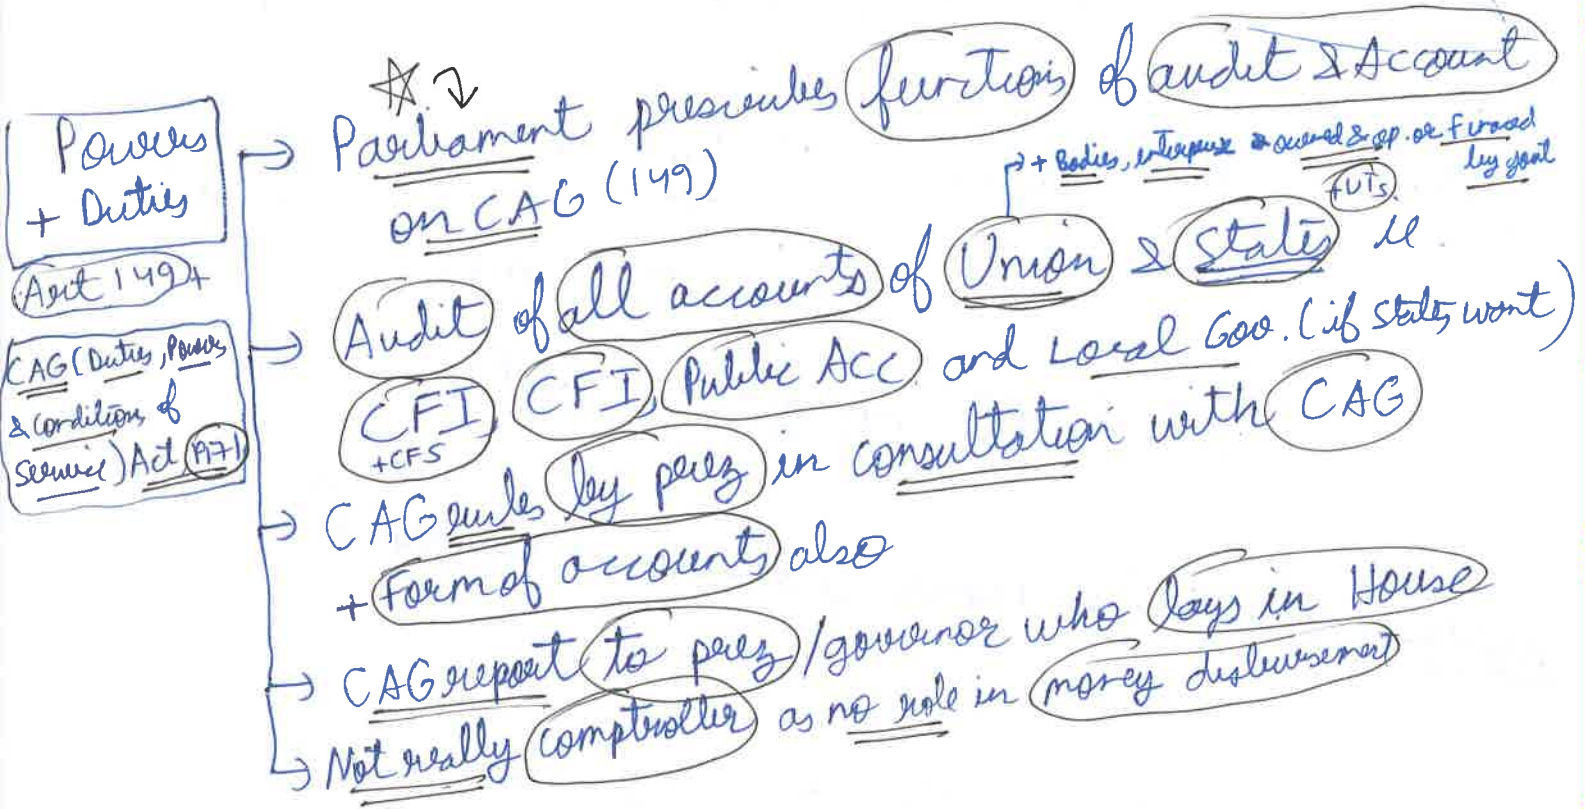 Powers
+ Duties
Art 149 +
CAG (Duties, Powers
& conditions of
service) Act 1971
Parliament prescribes functions of audit & Account
on CAG (149)
+ Bodies, enterprise owned & op. or financed
by govt
+ UTs
Audit of all accounts of Union & States
CFI, CFI, Public Acc and Local Gov. (if states want)
+CFS
CAG rules by prez in consultation with CAG
+ Form of accounts also
CAG report to prez/governor who lays in House
Not really comptroller as no role in money disbursement